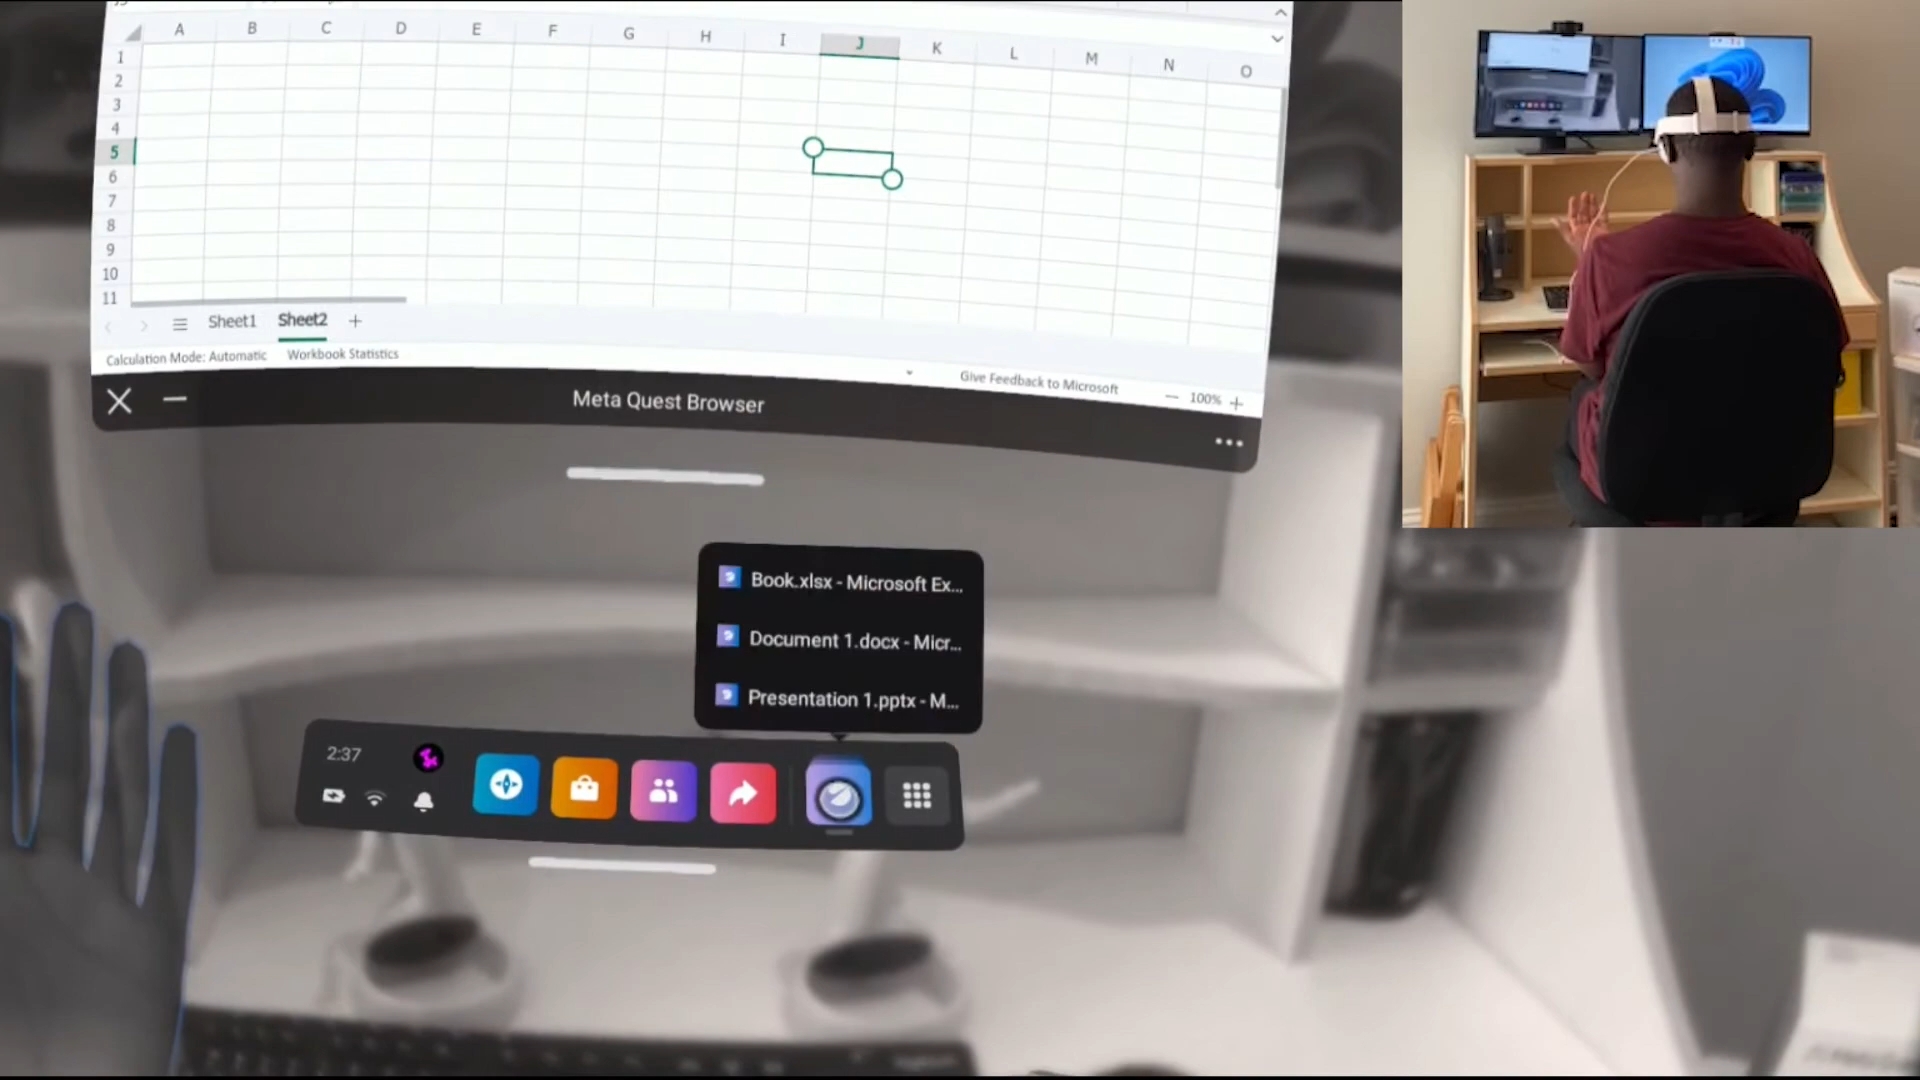 A B C D E F G H I J K L M N O
1
2
3
4
5
6
7
8
9
10
11
Sheet1 Sheet2 +
Calculation Mode: Automatic Workbook Statistics Give Feedback to Microsoft — 100% +
Meta Quest Browser
Book.xlsx - Microsoft Ex...
Document 1.docx - Micr...
Presentation 1.pptx - M...
2:37